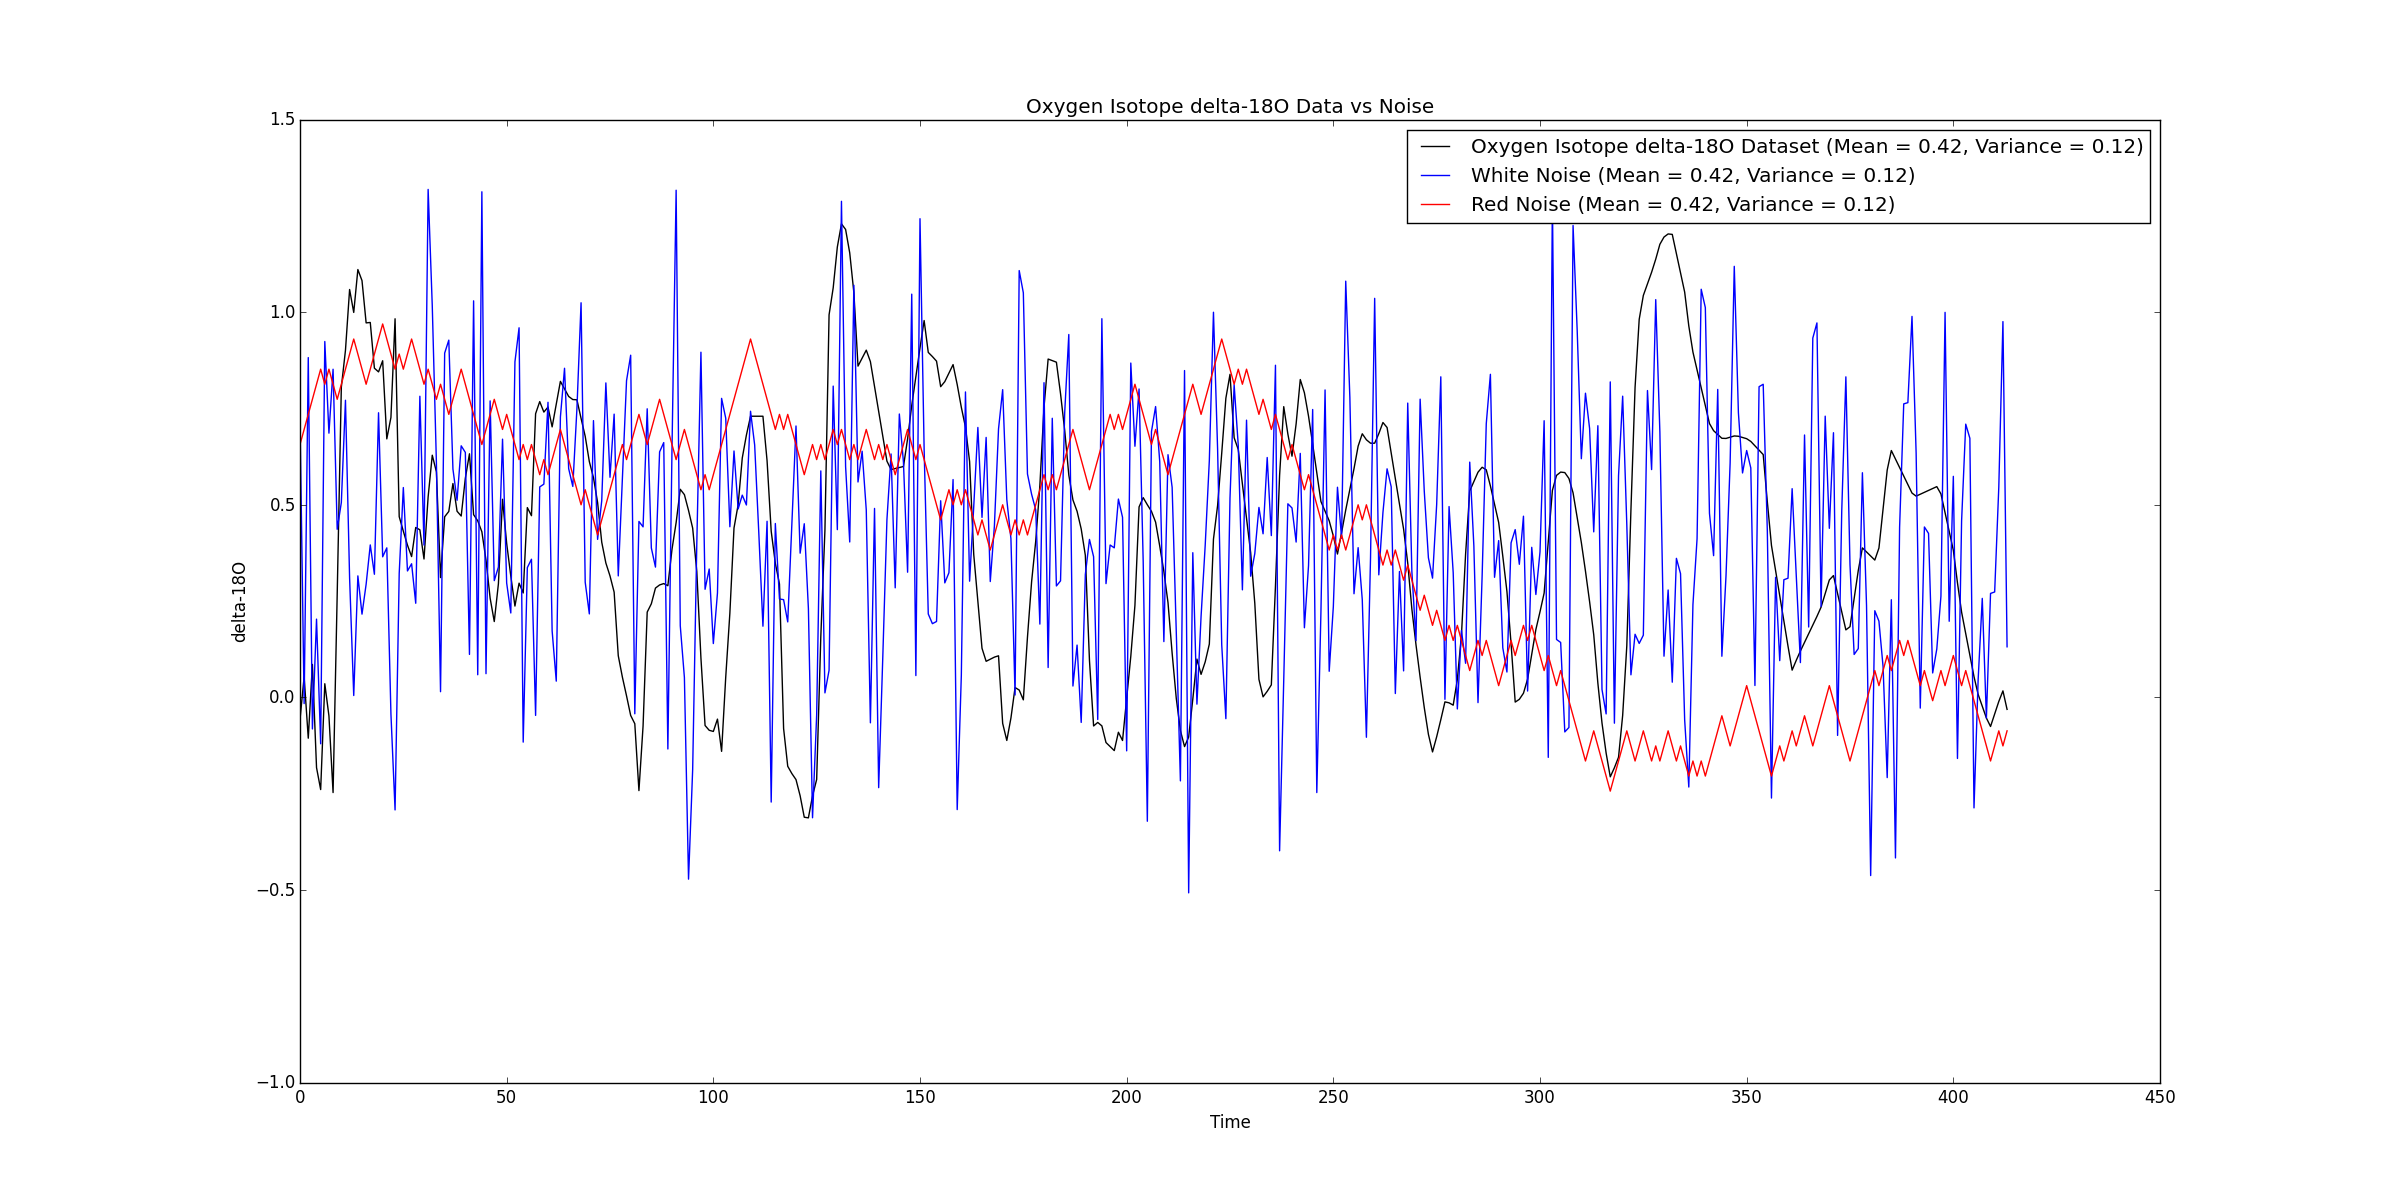 Oxygen Isotope delta-18O Data vs Noise
Oxygen Isotope delta-18O Dataset (Mean = 0.42, Variance = 0.12)
White Noise (Mean = 0.42, Variance = 0.12)
Red Noise (Mean = 0.42, Variance = 0.12)
1.5
1.0
0.5
0.0
−0.5
−1.0
delta-18O
0 50 100 150 200 250 300 350 400 450
Time